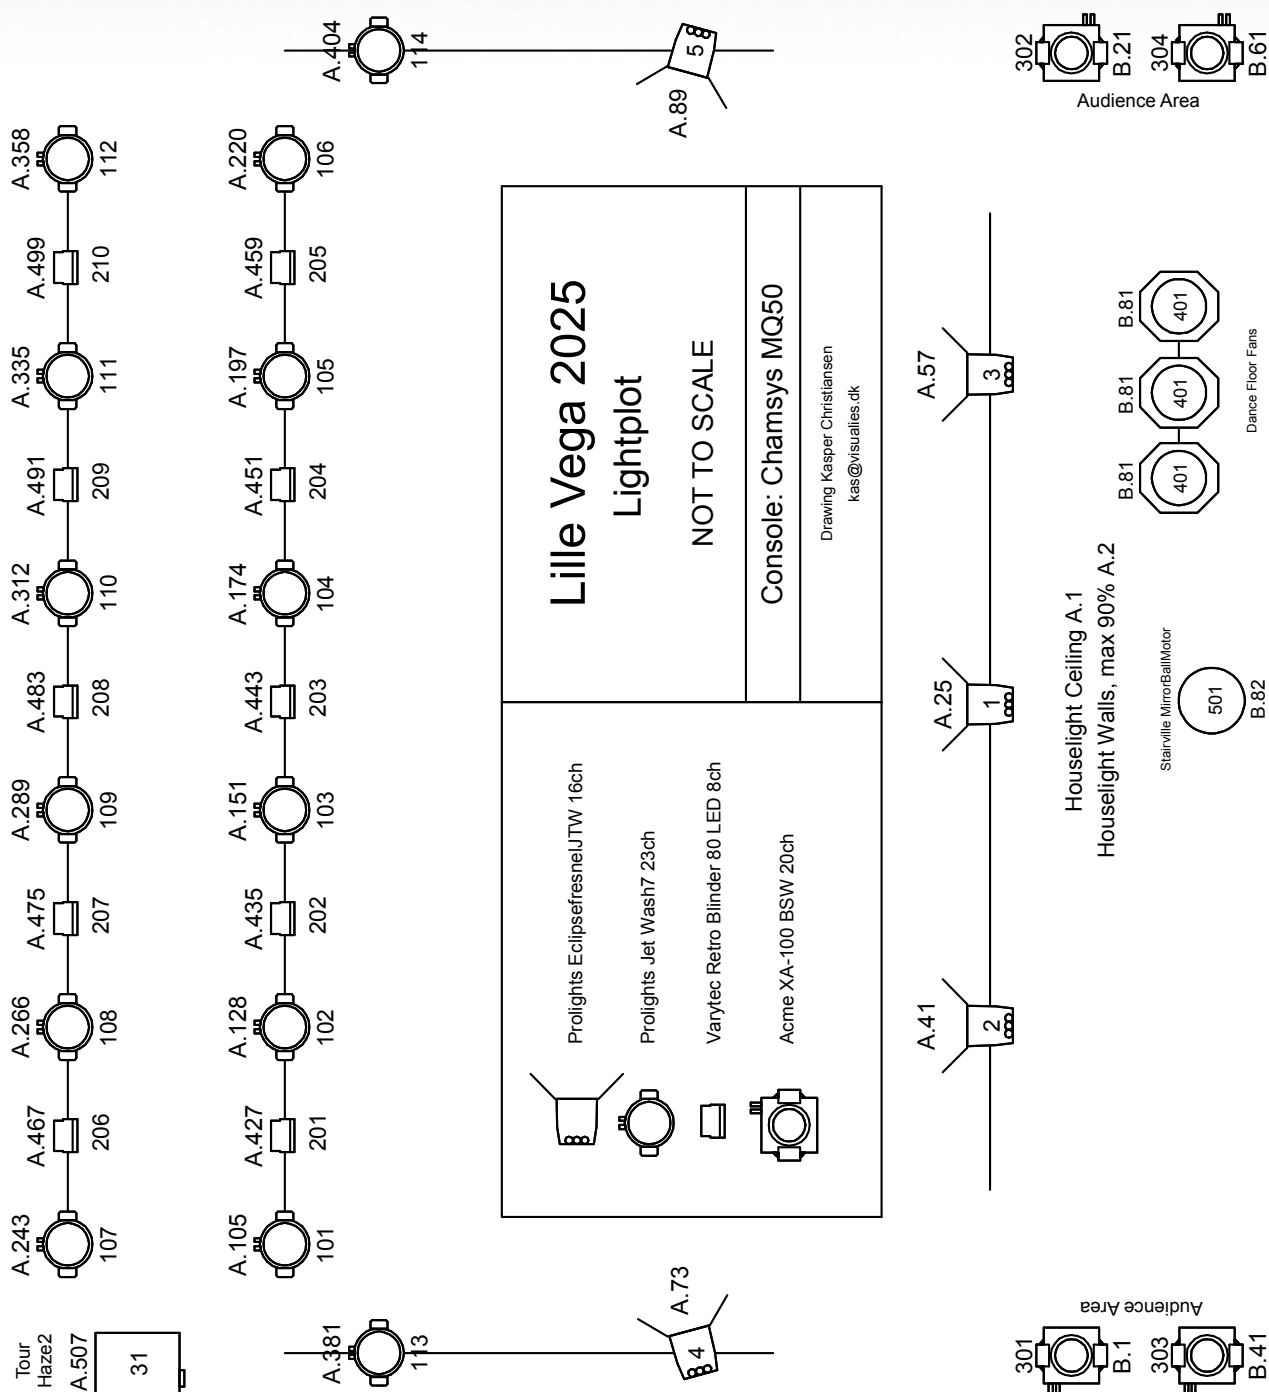 Tour
Haze2
A.507
31
A.243
107
A.467
206
A.266
108
A.475
207
A.289
109
A.483
208
A.312
110
A.491
209
A.335
111
A.499
210
A.358
112
A.105
101
A.427
201
A.128
102
A.435
202
A.151
103
A.443
203
A.174
104
A.451
204
A.197
105
A.459
205
A.220
106
A.381
113
A.404
114
A.73
4
A.89
5
Prolights EclipsefresnelJTW 16ch
Prolights Jet Wash7 23ch
Varytec Retro Blinder 80 LED 8ch
Acme XA-100 BSW 20ch
Lille Vega 2025
Lightplot
NOT TO SCALE
Console: Chamsys MQ50
Drawing Kasper Christiansen
kas@visualies.dk
A.41
2
A.25
1
A.57
3
Houselight Ceiling A.1
Houselight Walls, max 90% A.2
Stairville MirrorBallMotor
501
B.82
B.81
401
B.81
401
B.81
401
Dance Floor Fans
301
B.1
303
B.41
Audience Area
302
B.21
304
B.61
Audience Area